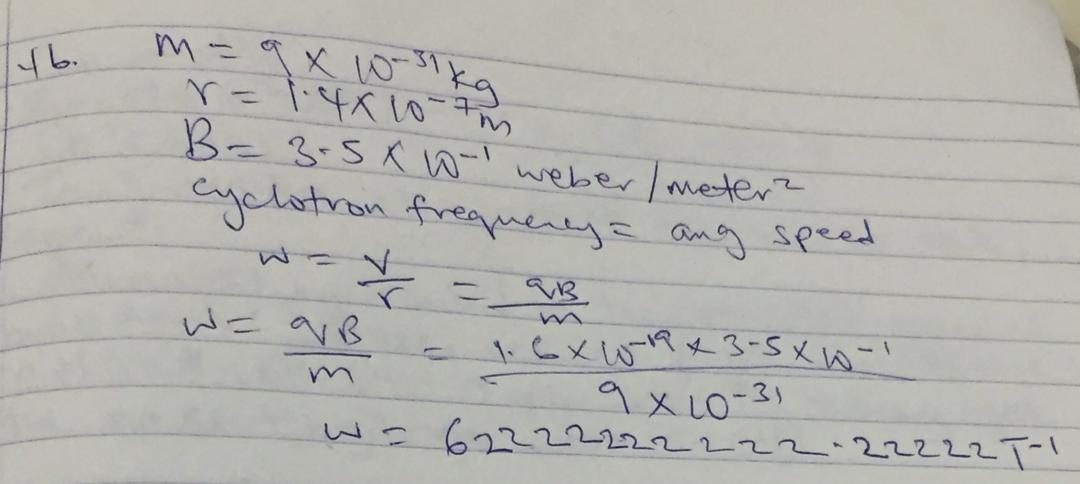 46. m = 9 × 10⁻³¹ kg
r = 1.4 × 10⁻⁷ m
B = 3.5 × 10⁻¹ weber/meter²
cyclotron frequency = ang speed
w = v/r = qB/m
w = qB/m = 1.6 × 10⁻¹⁹ × 3.5 × 10⁻¹ / 9 × 10⁻³¹
w = 62222222222.22222 T⁻¹